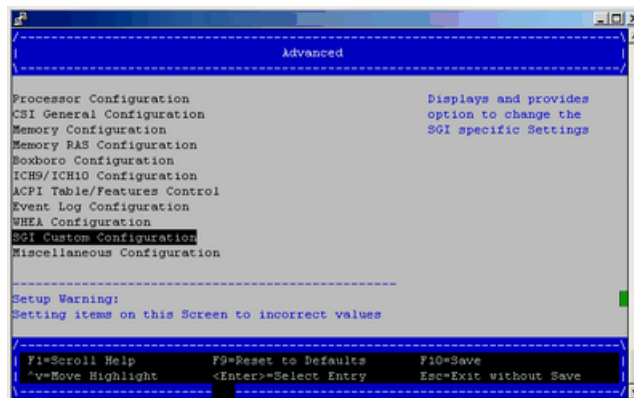 Advanced
Processor Configuration
Displays and provides
CSI General Configuration
option to change the
Memory Configuration
SGI specific Settings
Memory RAS Configuration
Boxboro Configuration
ICH9/ICH10 Configuration
ACPI Table/Features Control
Event Log Configuration
WHEA Configuration
SGI Custom Configuration
Miscellaneous Configuration
Setup Warning:
Setting items on this Screen to incorrect values
F1=Scroll Help F9=Reset to Defaults F10=Save
^v=Move Highlight <Enter>=Select Entry Esc=Exit without Save